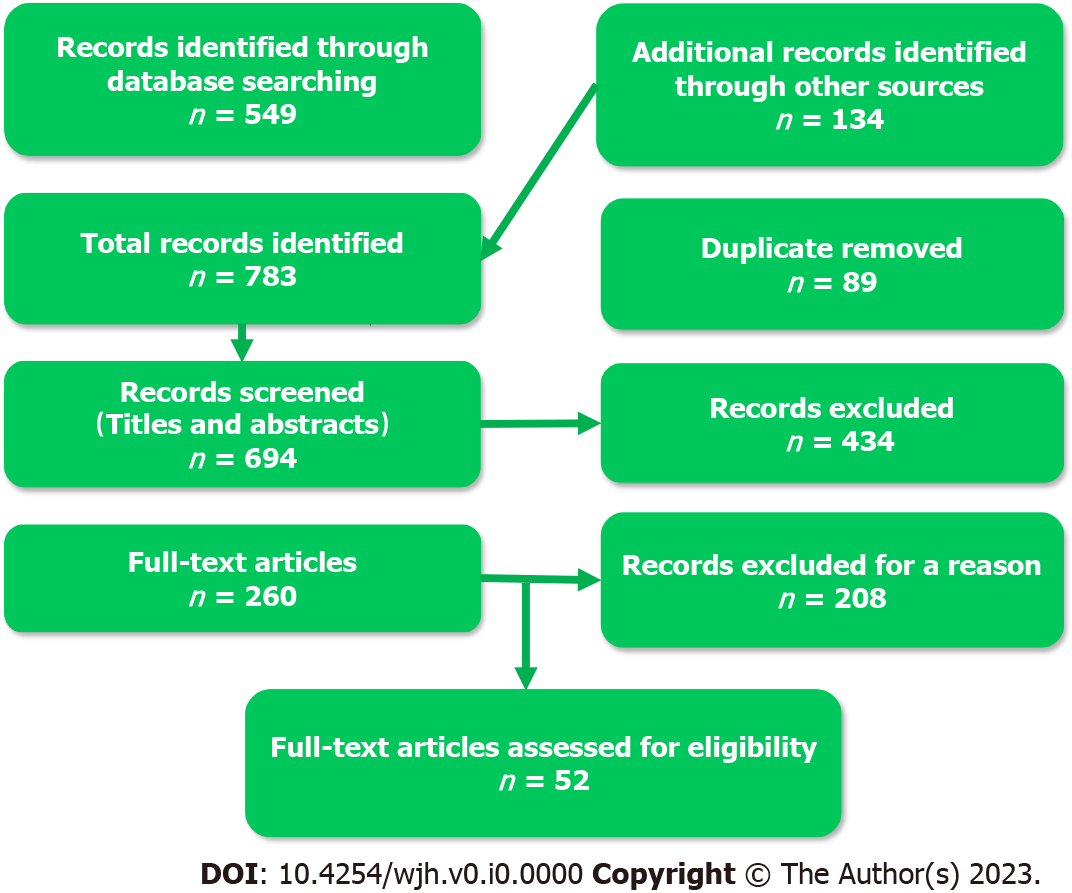 Records identified through
database searching
n = 549
Additional records identified
through other sources
n = 134
Total records identified
n = 783
Duplicate removed
n = 89
Records screened
(Titles and abstracts)
n = 694
Records excluded
n = 434
Full-text articles
n = 260
Records excluded for a reason
n = 208
Full-text articles assessed for eligibility
n = 52
DOI: 10.4254/wjh.v0.i0.0000 Copyright © The Author(s) 2023.